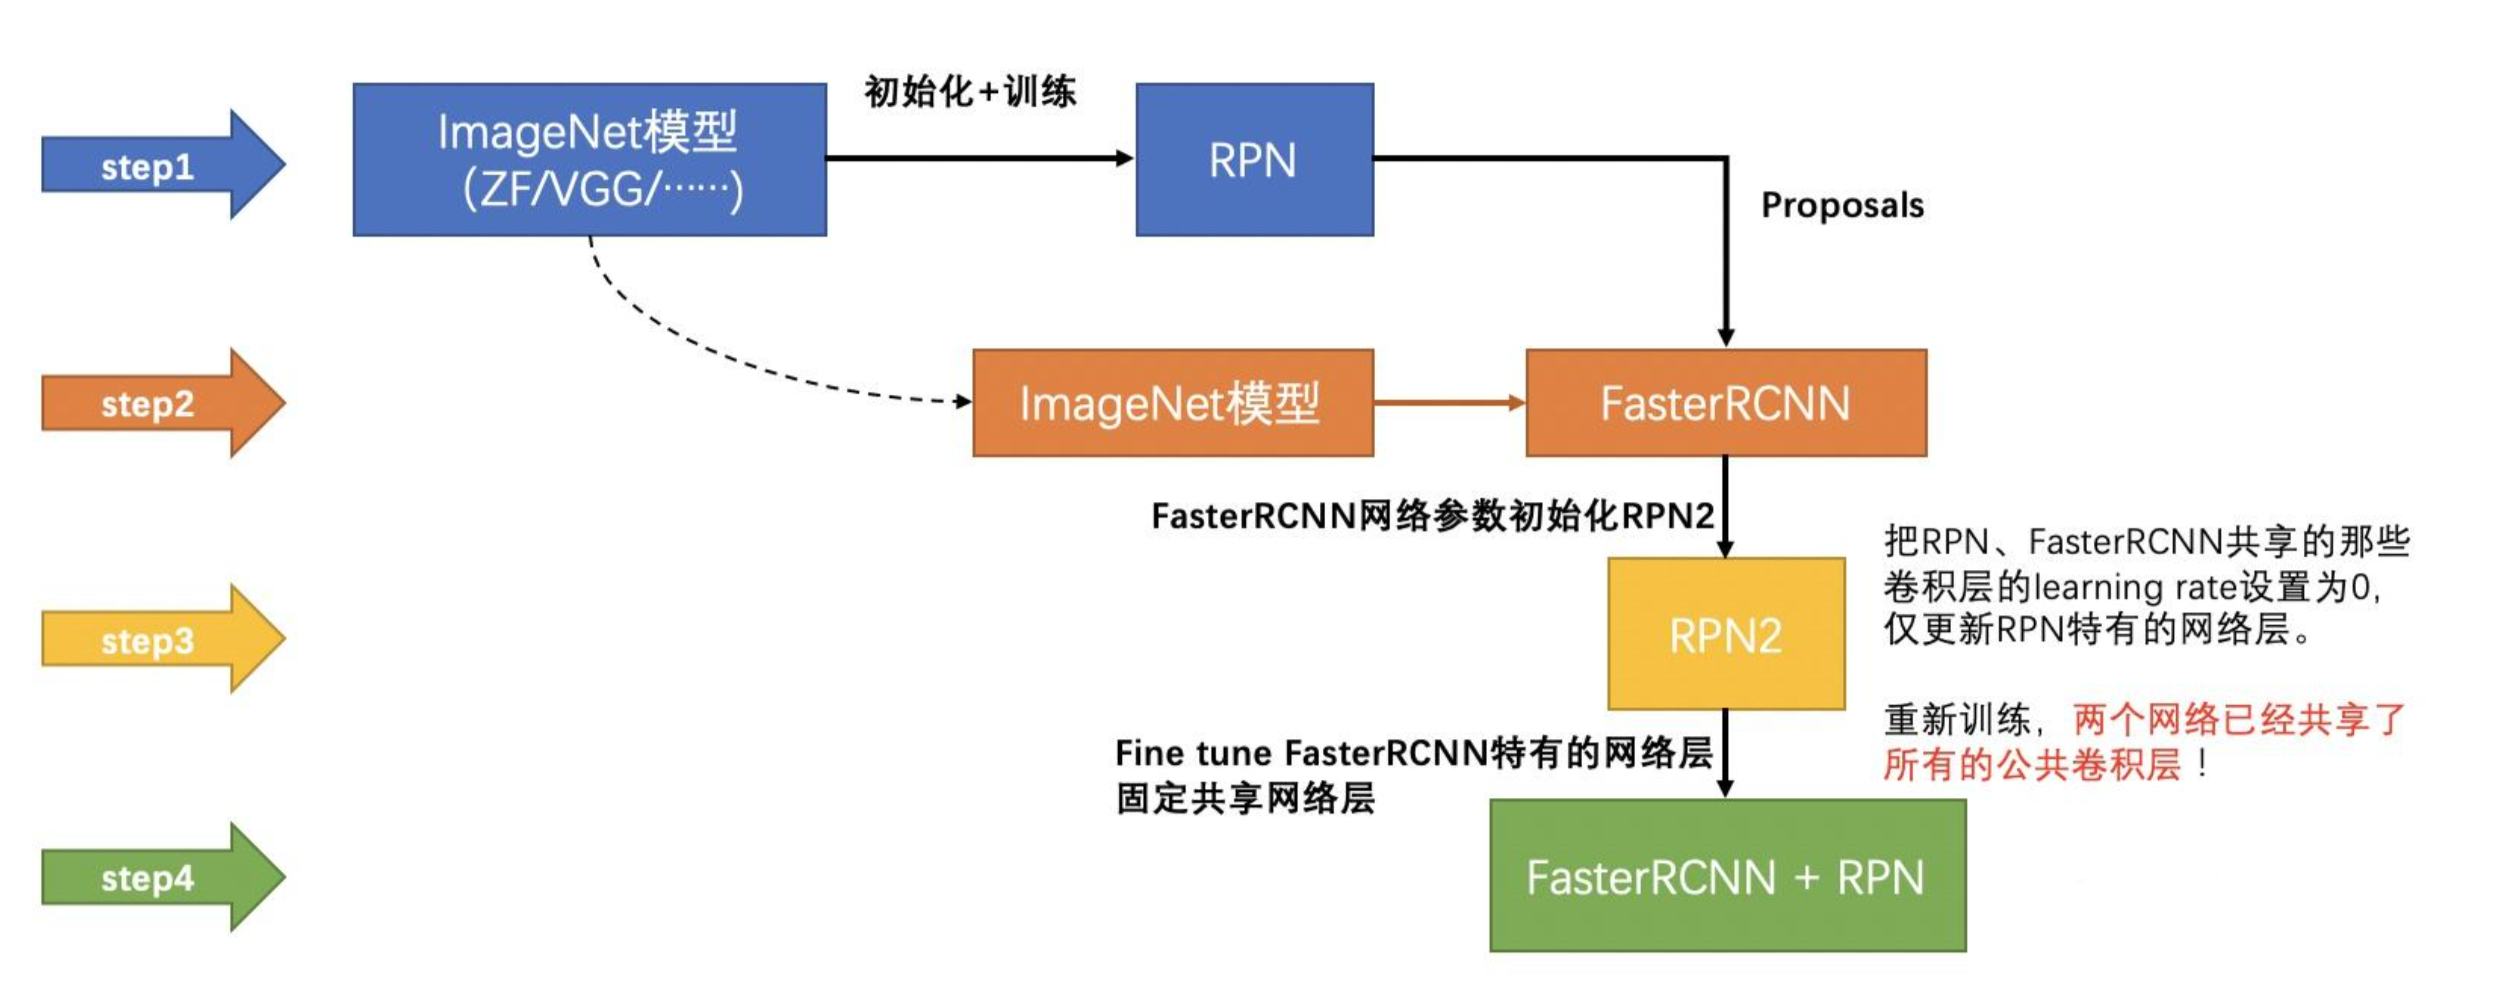 step1
ImageNet模型
(ZF/VGG/……)
初始化+训练
RPN
Proposals
step2
ImageNet模型
FasterRCNN
FasterRCNN网络参数初始化RPN2
step3
RPN2
把RPN、FasterRCNN共享的那些
卷积层的learning rate设置为0,
仅更新RPN特有的网络层。
重新训练,两个网络已经共享了
所有的公共卷积层！
Fine tune FasterRCNN特有的网络层
固定共享网络层
step4
FasterRCNN + RPN